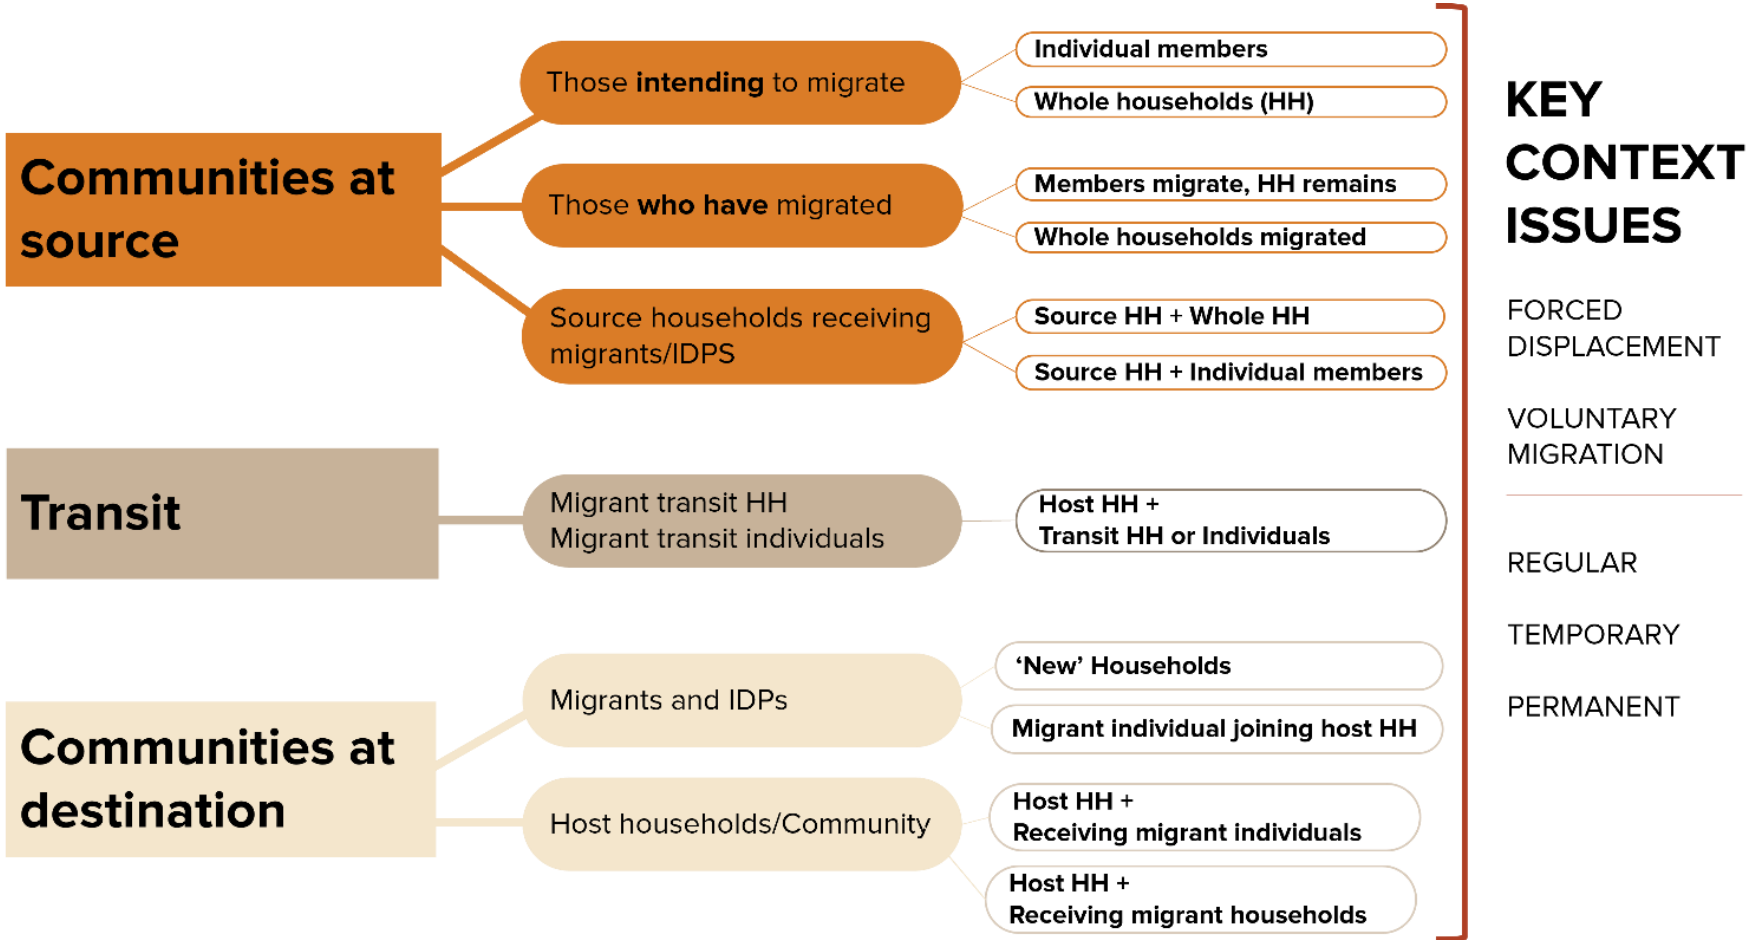 Communities at
source
Those intending to migrate
Individual members
Whole households (HH)
Those who have migrated
Members migrate, HH remains
Whole households migrated
Source households receiving
migrants/IDPS
Source HH + Whole HH
Source HH + Individual members
Transit
Migrant transit HH
Migrant transit individuals
Host HH +
Transit HH or Individuals
Communities at
destination
Migrants and IDPs
‘New’ Households
Migrant individual joining host HH
Host households/Community
Host HH +
Receiving migrant individuals
Host HH +
Receiving migrant households
KEY
CONTEXT
ISSUES
FORCED
DISPLACEMENT
VOLUNTARY
MIGRATION
REGULAR
TEMPORARY
PERMANENT